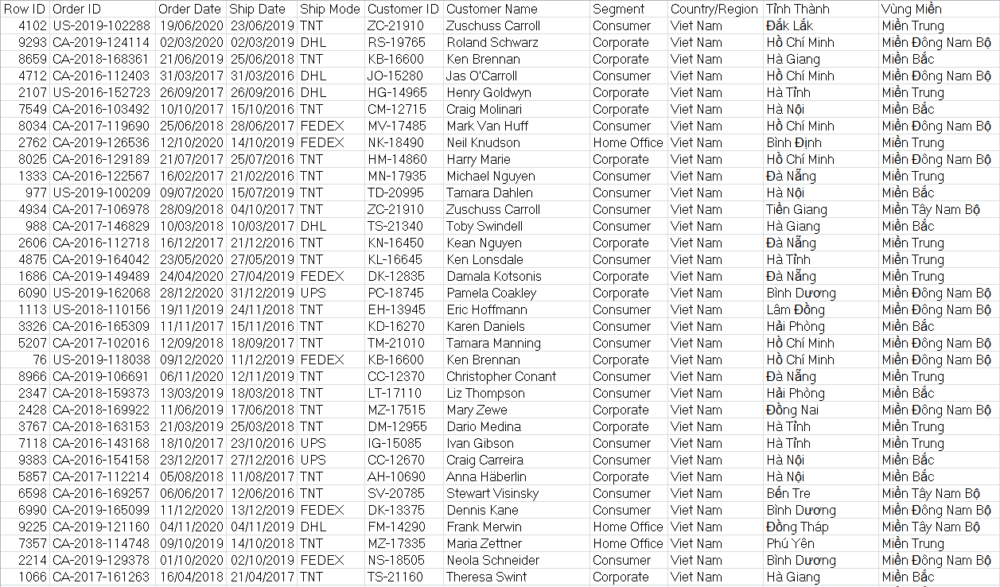 Row ID Order ID Order Date Ship Date Ship Mode Customer ID Customer Name Segment Country/Region Tỉnh Thành Vùng Miền
4102 US-2019-102288 19/06/2020 23/06/2019 TNT ZC-21910 Zuschuss Carroll Consumer Viet Nam Đắk Lắk Miền Trung
9293 CA-2019-124114 02/03/2020 02/03/2019 DHL RS-19765 Roland Schwarz Corporate Viet Nam Hồ Chí Minh Miền Đông Nam Bộ
8659 CA-2018-168361 21/06/2019 25/06/2018 TNT KB-16600 Ken Brennan Corporate Viet Nam Hà Giang Miền Bắc
4712 CA-2016-112403 31/03/2017 31/03/2016 DHL JO-15280 Jas O'Carroll Consumer Viet Nam Hồ Chí Minh Miền Đông Nam Bộ
2107 US-2016-152723 26/09/2017 26/09/2016 DHL HG-14965 Henry Goldwyn Corporate Viet Nam Hà Tĩnh Miền Trung
7549 CA-2016-103492 10/10/2017 15/10/2016 TNT CM-12715 Craig Molinari Corporate Viet Nam Hà Nội Miền Bắc
8034 CA-2017-119690 25/06/2018 28/06/2017 FEDEX MV-17485 Mark Van Huff Consumer Viet Nam Hồ Chí Minh Miền Đông Nam Bộ
2762 CA-2019-126536 12/10/2020 14/10/2019 FEDEX NK-18490 Neil Knudson Home Office Viet Nam Bình Định Miền Trung
8025 CA-2016-129189 21/07/2017 25/07/2016 TNT HM-14860 Harry Marie Corporate Viet Nam Hồ Chí Minh Miền Đông Nam Bộ
1333 CA-2016-122567 16/02/2017 21/02/2016 TNT MN-17935 Michael Nguyen Consumer Viet Nam Đà Nẵng Miền Trung
977 US-2019-100209 09/07/2020 15/07/2019 TNT TD-20995 Tamara Dahlen Consumer Viet Nam Hà Nội Miền Bắc
4934 CA-2017-106978 28/09/2018 04/10/2017 TNT ZC-21910 Zuschuss Carroll Consumer Viet Nam Tiền Giang Miền Tây Nam Bộ
988 CA-2017-146829 10/03/2018 10/03/2017 DHL TS-21340 Toby Swindell Consumer Viet Nam Hà Giang Miền Bắc
2606 CA-2016-112718 16/12/2017 21/12/2016 TNT KN-16450 Kean Nguyen Corporate Viet Nam Đà Nẵng Miền Trung
4875 CA-2019-164042 23/05/2020 27/05/2019 TNT KL-16645 Ken Lonsdale Consumer Viet Nam Hà Tĩnh Miền Trung
1686 CA-2019-149489 24/04/2020 27/04/2019 FEDEX DK-12835 Damala Kotsonis Corporate Viet Nam Đà Nẵng Miền Trung
6090 US-2019-162068 28/12/2020 31/12/2019 UPS PC-18745 Pamela Coakley Corporate Viet Nam Bình Dương Miền Đông Nam Bộ
1113 US-2018-110156 19/11/2019 24/11/2018 TNT EH-13945 Eric Hoffmann Consumer Viet Nam Lâm Đồng Miền Đông Nam Bộ
3326 CA-2016-165309 11/11/2017 15/11/2016 TNT KD-16270 Karen Daniels Consumer Viet Nam Hải Phòng Miền Bắc
5207 CA-2017-102016 12/09/2018 18/09/2017 TNT TM-21010 Tamara Manning Consumer Viet Nam Hồ Chí Minh Miền Đông Nam Bộ
76 US-2019-118038 09/12/2020 11/12/2019 FEDEX KB-16600 Ken Brennan Corporate Viet Nam Hồ Chí Minh Miền Đông Nam Bộ
8966 CA-2019-106691 06/11/2020 12/11/2019 TNT CC-12370 Christopher Conant Consumer Viet Nam Đà Nẵng Miền Trung
2347 CA-2018-159373 13/03/2019 18/03/2018 TNT LT-17110 Liz Thompson Consumer Viet Nam Hải Phòng Miền Bắc
2428 CA-2018-169922 11/06/2019 17/06/2018 TNT MZ-17515 Mary Zewe Corporate Viet Nam Đồng Nai Miền Đông Nam Bộ
3767 CA-2018-163153 21/03/2019 25/03/2018 TNT DM-12955 Dario Medina Corporate Viet Nam Hà Tĩnh Miền Trung
7118 CA-2016-143168 18/10/2017 23/10/2016 UPS IG-15085 Ivan Gibson Consumer Viet Nam Hà Tĩnh Miền Trung
9383 CA-2016-154158 23/12/2017 27/12/2016 UPS CC-12670 Craig Carreira Consumer Viet Nam Hà Nội Miền Bắc
5857 CA-2017-112214 05/08/2018 11/08/2017 TNT AH-10690 Anna Häberlin Corporate Viet Nam Hà Nội Miền Bắc
6598 CA-2016-169257 06/06/2017 12/06/2016 TNT SV-20785 Stewart Visinsky Consumer Viet Nam Bến Tre Miền Tây Nam Bộ
6990 CA-2019-165099 11/12/2020 13/12/2019 FEDEX DK-13375 Dennis Kane Consumer Viet Nam Bình Dương Miền Đông Nam Bộ
9225 CA-2019-121160 04/11/2020 04/11/2019 DHL FM-14290 Frank Merwin Home Office Viet Nam Đồng Tháp Miền Tây Nam Bộ
7357 CA-2018-114748 09/10/2019 14/10/2018 TNT MZ-17335 Maria Zettner Home Office Viet Nam Phú Yên Miền Trung
2214 CA-2019-129378 01/10/2020 02/10/2019 FEDEX NS-18505 Neola Schneider Consumer Viet Nam Bình Dương Miền Đông Nam Bộ
1066 CA-2017-161263 16/04/2018 21/04/2017 TNT TS-21160 Theresa Swint Corporate Viet Nam Hà Giang Miền Bắc